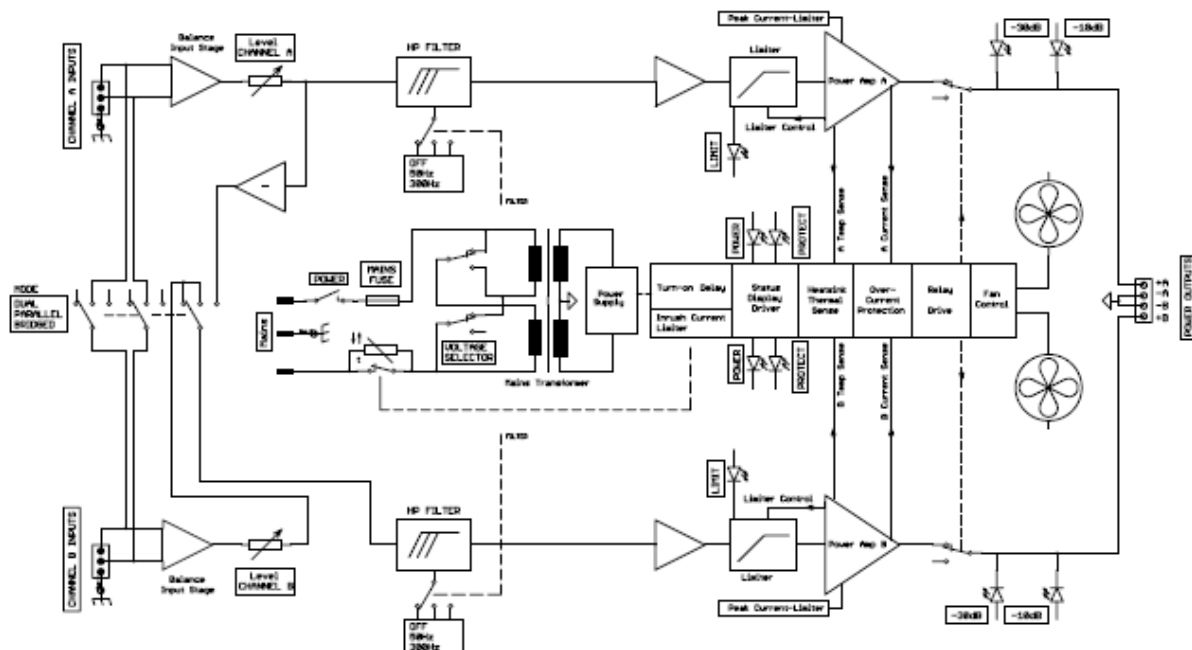 Peak Current-Limiter
-30dB
-10dB
Balance
Input Stage
Level
CHANNEL A
HP FILTER
Limiter
Power Amp A
CHANNEL A INPUTS
Limiter Control
LIMIT
OFF
50Hz
300Hz
FILTER
A Temp Sense
A Current Sense
POWER
PROTECT
MODE
DUAL
PARALLEL
BRIDGED
POWER
MAINS
FUSE
Mains
VOLTAGE
SELECTOR
Mains Transformer
Power
Supply
Turn-on Delay
Inrush Current
Limiter
Status
Display
Driver
Heatsink
Thermal
Sense
Over-
Current
Protection
Relay
Drive
Fan
Control
+A
-A
-B
+B
POWER OUTPUTS
POWER
PROTECT
B Temp Sense
B Current Sense
FILTER
LIMIT
Limiter Control
HP FILTER
Power Amp B
Limiter
CHANNEL B INPUTS
Balance
Input Stage
Level
CHANNEL B
Peak Current-Limiter
-30dB
-10dB
OFF
50Hz
300Hz